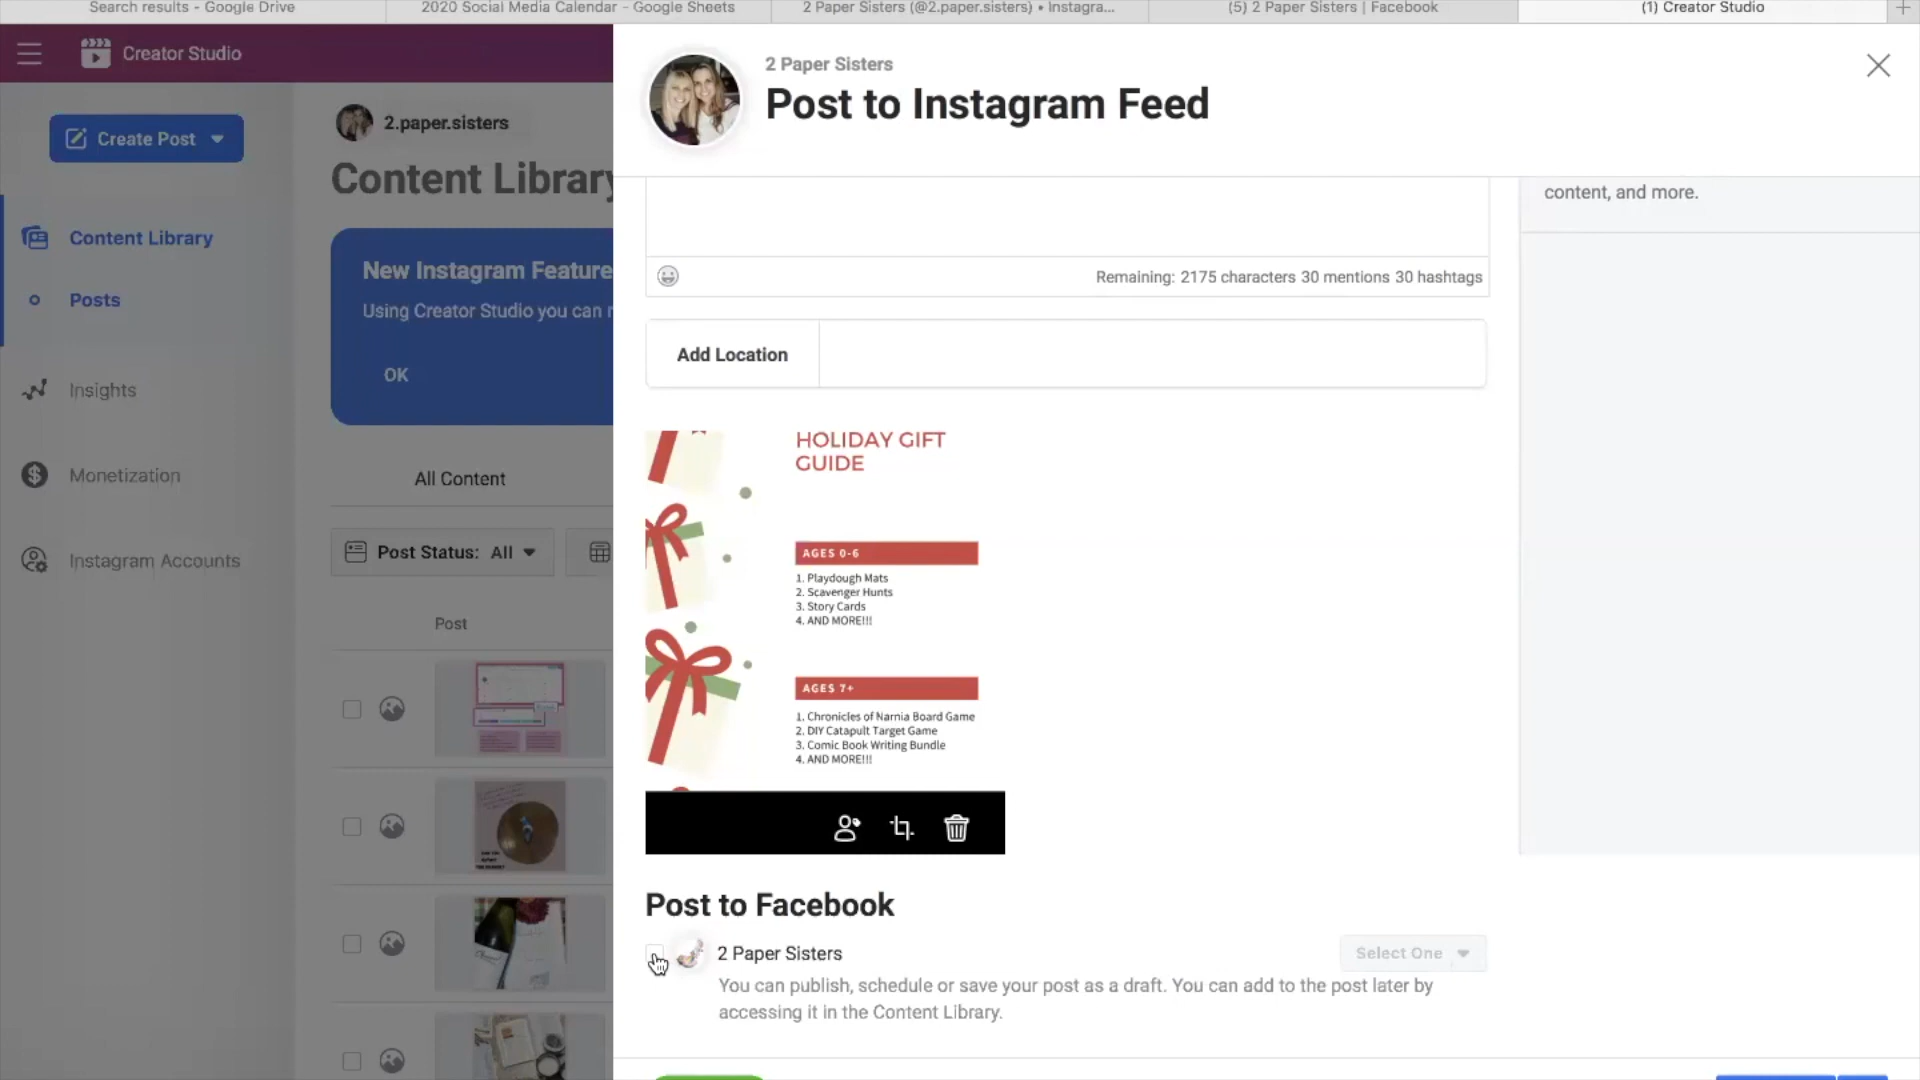 Search results - Google Drive
2020 Social Media Calendar - Google Sheets
2 Paper Sisters (@2.paper.sisters) • Instagra...
(5) 2 Paper Sisters | Facebook
(1) Creator Studio
Creator Studio
Create Post
Content Library
Posts
Insights
Monetization
Instagram Accounts
2.paper.sisters
Content Library
New Instagram Feature
Using Creator Studio you can
OK
All Content
Post Status: All
Post
2 Paper Sisters
Post to Instagram Feed
content, and more.
Remaining: 2175 characters 30 mentions 30 hashtags
Add Location
HOLIDAY GIFT
GUIDE
AGES 0-6
1. Playdough Mats
2. Scavenger Hunts
3. Story Cards
4. AND MORE!!!
AGES 7+
1. Chronicles of Narnia Board Game
2. DIY Catapult Target Game
3. Comic Book Writing Bundle
4. AND MORE!!!
Post to Facebook
2 Paper Sisters
Select One
You can publish, schedule or save your post as a draft. You can add to the post later by
accessing it in the Content Library.